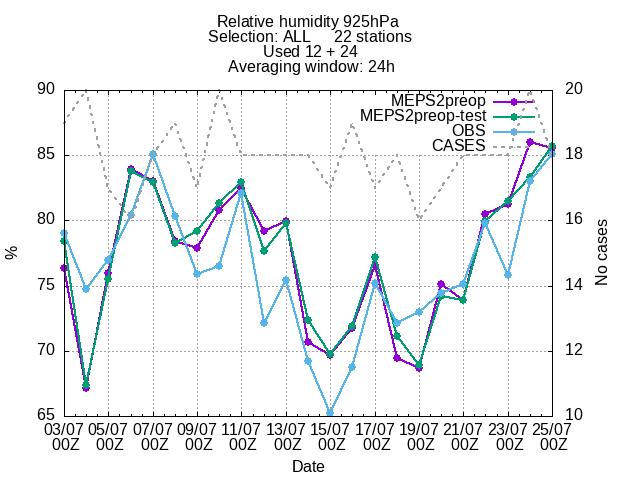 Relative humidity 925hPa
Selection: ALL 22 stations
Used 12 + 24
Averaging window: 24h
90
85
80
75
70
65
%
20
18
16
14
12
10
No cases
MEPS2preop
MEPS2preop-test
OBS
CASES
03/07 05/07 07/07 09/07 11/07 13/07 15/07 17/07 19/07 21/07 23/07 25/07
00Z 00Z 00Z 00Z 00Z 00Z 00Z 00Z 00Z 00Z 00Z 00Z
Date